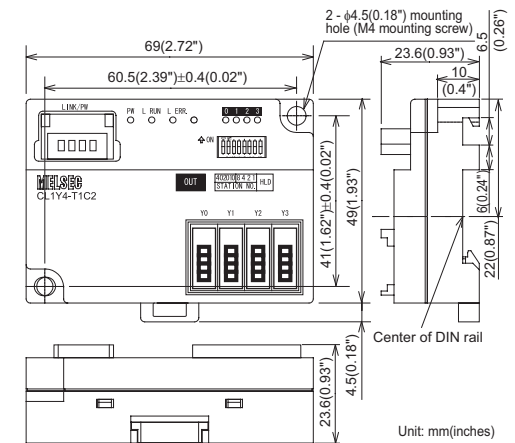 2 - ϕ4.5(0.18") mounting
hole (M4 mounting screw)
69(2.72")
60.5(2.39")±0.4(0.02")
23.6(0.93")
10
(0.4")
6.5
(0.26")
LINK/PW
PW L RUN L ERR.
0 1 2 3
ON
MELSEC
CL1Y4-T1C2
OUT
STATION NO.
HLD
Y0 Y1 Y2 Y3
41(1.62")±0.4(0.02")
49(1.93")
6(0.24")
22(0.87")
4.5(0.18")
Center of DIN rail
23.6(0.93")
Unit: mm(inches)